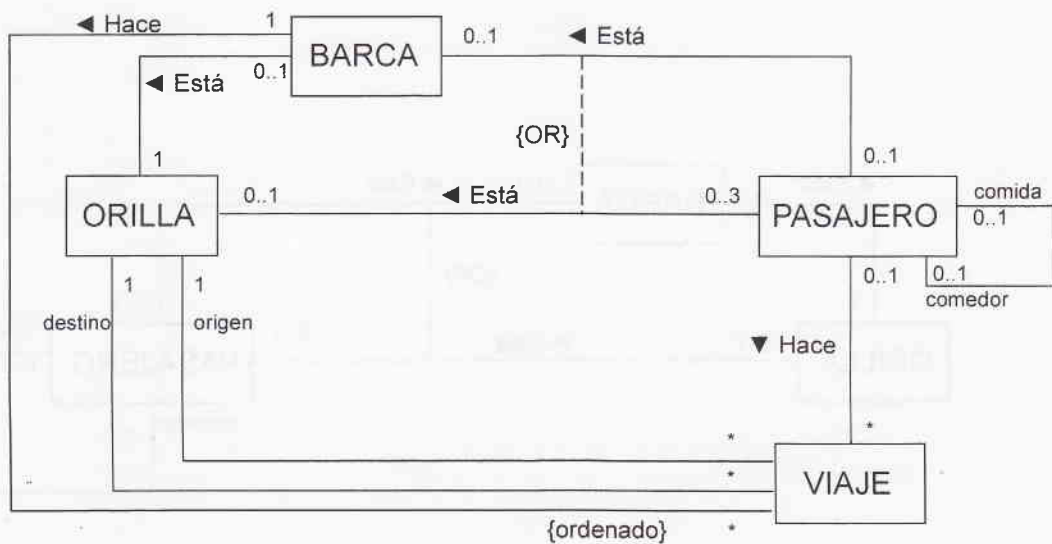 ◄ Hace
1
BARCA
0..1
◄ Está
0..1
◄ Está
{OR}
1
0..1
ORILLA
0..1
◄ Está
0..3
PASAJERO
comida
0..1
1
1
0..1
0..1
destino
origen
comedor
▼ Hace
*
*
*
VIAJE
{ordenado}
*